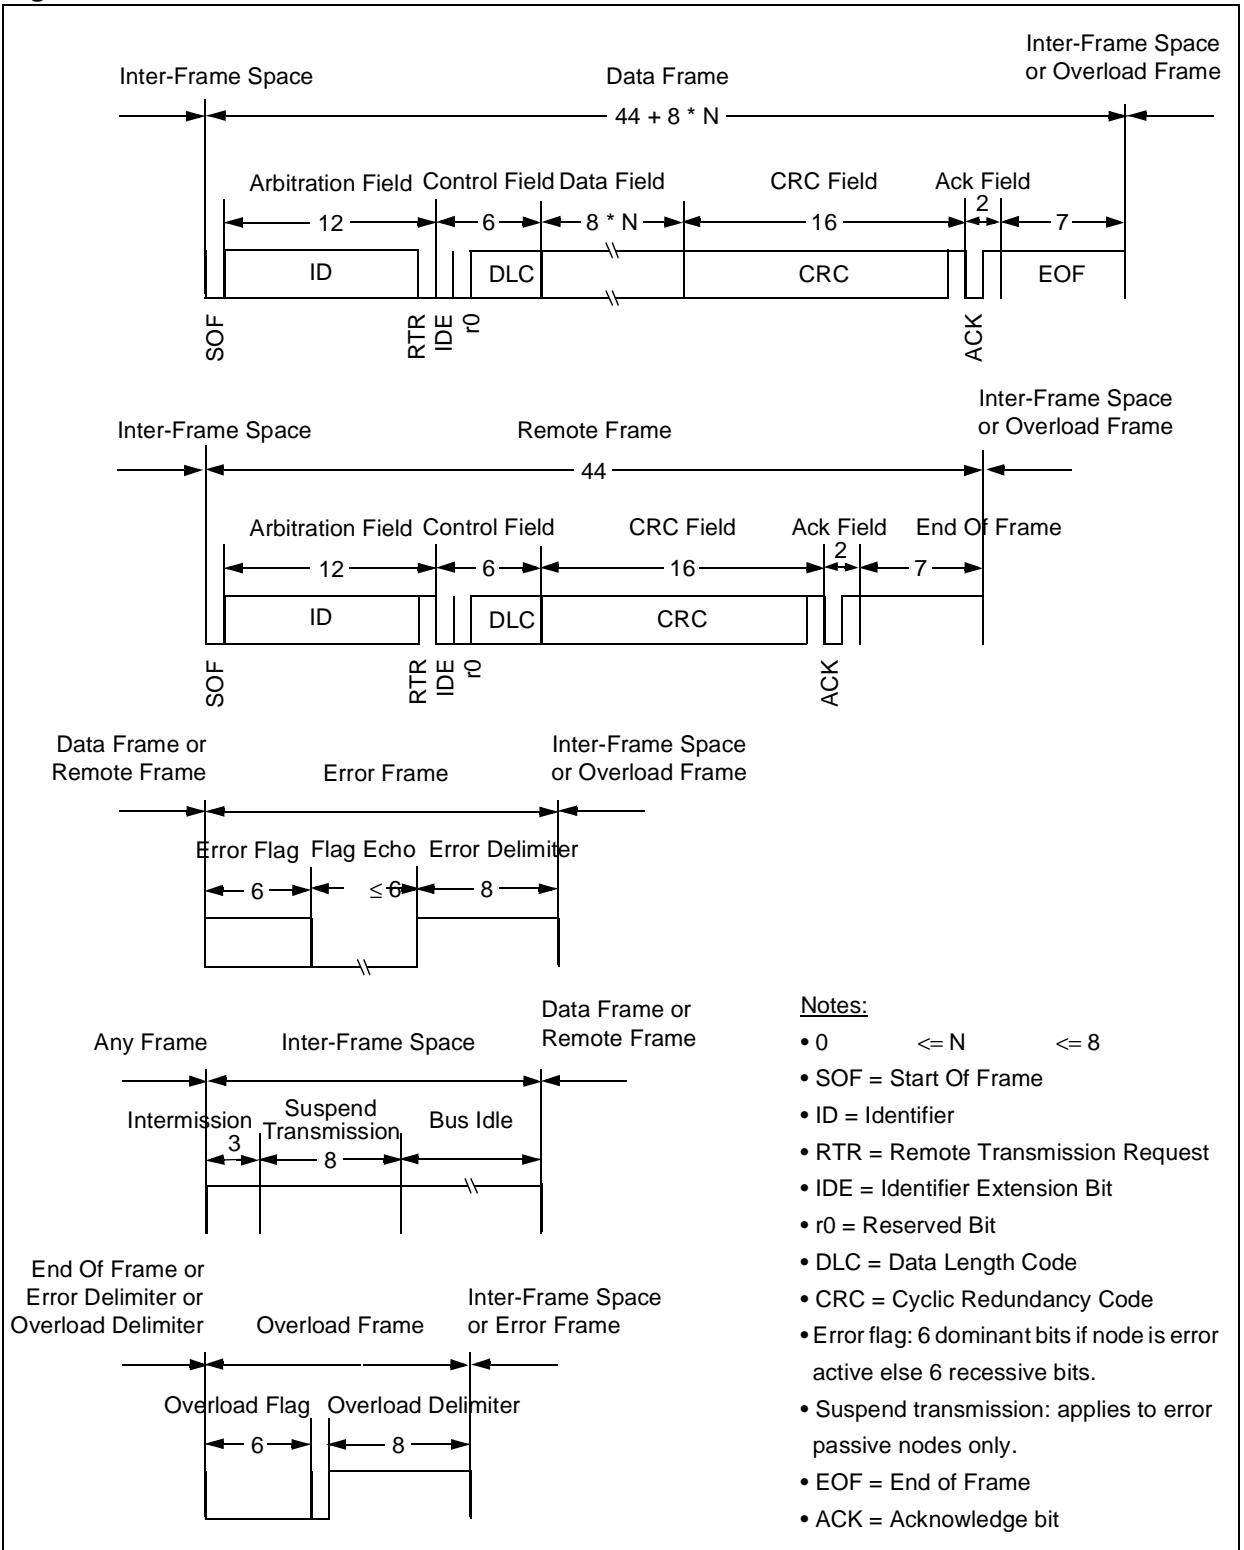 Inter-Frame Space
Data Frame
Inter-Frame Space
or Overload Frame
44 + 8 * N
Arbitration Field
Control Field
Data Field
CRC Field
Ack Field
12
6
8 * N
16
2
7
ID
DLC
CRC
EOF
SOF
RTR
IDE
r0
ACK
Inter-Frame Space
Remote Frame
Inter-Frame Space
or Overload Frame
44
Arbitration Field
Control Field
CRC Field
Ack Field
End Of Frame
12
6
16
2
7
ID
DLC
CRC
SOF
RTR
IDE
r0
ACK
Data Frame or
Remote Frame
Error Frame
Inter-Frame Space
or Overload Frame
Error Flag
Flag Echo
Error Delimiter
6
≤ 6
8
Any Frame
Inter-Frame Space
Data Frame or
Remote Frame
Intermission
Suspend
Transmission
Bus Idle
3
8
End Of Frame or
Error Delimiter or
Overload Delimiter
Overload Frame
Inter-Frame Space
or Error Frame
Overload Flag
Overload Delimiter
6
8
Notes:
• 0 <= N <= 8
• SOF = Start Of Frame
• ID = Identifier
• RTR = Remote Transmission Request
• IDE = Identifier Extension Bit
• r0 = Reserved Bit
• DLC = Data Length Code
• CRC = Cyclic Redundancy Code
• Error flag: 6 dominant bits if node is error
active else 6 recessive bits.
• Suspend transmission: applies to error
passive nodes only.
• EOF = End of Frame
• ACK = Acknowledge bit